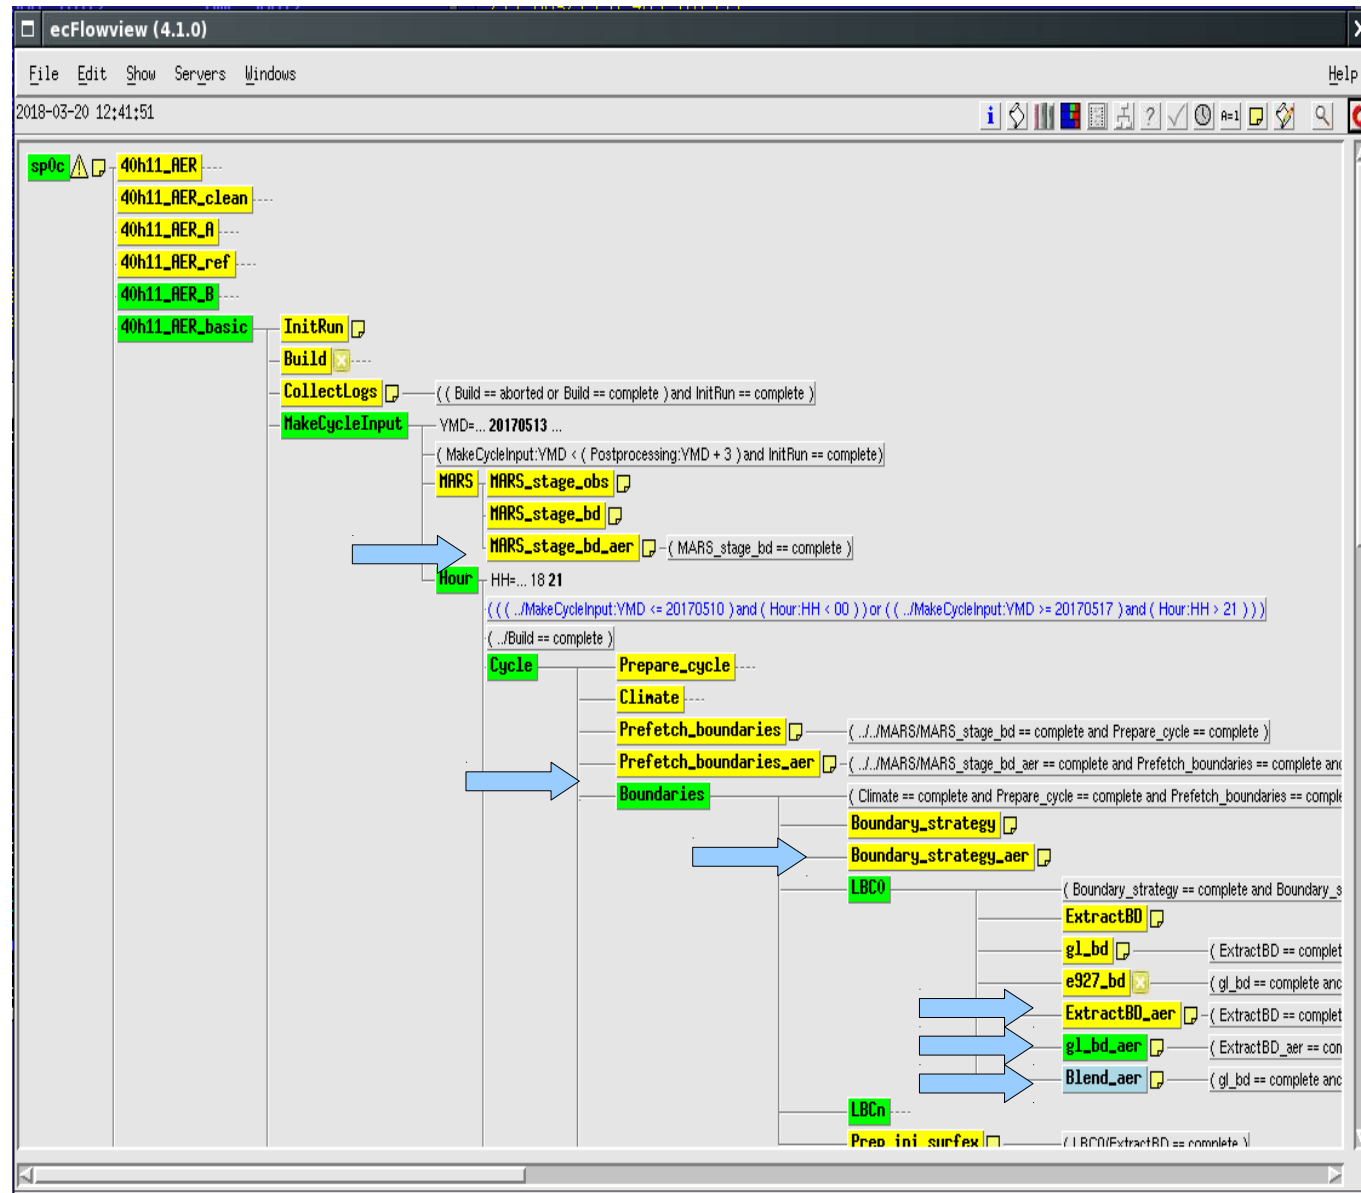 ecFlowview (4.1.0)
File Edit Show Servers Windows Help
2018-03-20 12:41:51
i ? A=1
sp0c 40h11_AER
40h11_AER_clean
40h11_AER_A
40h11_AER_ref
40h11_AER_B
40h11_AER_basic InitRun
Build
CollectLogs ( ( Build == aborted or Build == complete ) and InitRun == complete )
MakeCycleInput YMD=... 20170513 ...
( MakeCycleInput:YMD < ( Postprocessing:YMD + 3 ) and InitRun == complete)
MARS MARS_stage_obs
MARS_stage_bd
MARS_stage_bd_aer ( MARS_stage_bd == complete )
Hour HH=... 18 21
( ( ( ../MakeCycleInput:YMD <= 20170510 ) and ( Hour:HH < 00 ) ) or ( ( ../MakeCycleInput:YMD >= 20170517 ) and ( Hour:HH > 21 ) ) )
( ../Build == complete )
Cycle Prepare_cycle
Climate
Prefetch_boundaries ( ../../MARS/MARS_stage_bd == complete and Prepare_cycle == complete )
Prefetch_boundaries_aer ( ../../MARS/MARS_stage_bd_aer == complete and Prefetch_boundaries == complete and
Boundaries ( Climate == complete and Prepare_cycle == complete and Prefetch_boundaries == comple
Boundary_strategy
Boundary_strategy_aer
LBC0 ( Boundary_strategy == complete and Boundary_s
ExtractBD
gl_bd ( ExtractBD == complet
e927_bd ( gl_bd == complete and
ExtractBD_aer ( ExtractBD == complet
gl_bd_aer ( ExtractBD_aer == con
Blend_aer ( gl_bd == complete and
LBCn
Prep_ini_surfex ( LBC0/ExtractBD == complete )